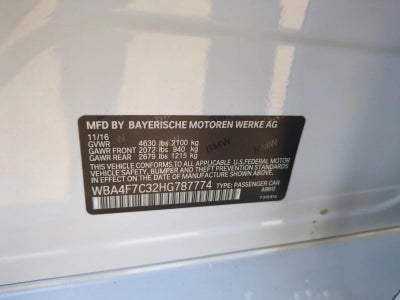 MFD BY BAYERISCHE MOTOREN WERKE AG
11/16
GVWR 4630 lbs 2100 kg
GAWR FRONT 2072 lbs 940 kg
GAWR REAR 2679 lbs 1215 kg
THIS VEHICLE CONFORMS TO ALL APPLICABLE U.S. FEDERAL MOTOR
VEHICLE SAFETY, BUMPER AND THEFT PREVENTION STANDARDS
IN EFFECT ON THE DATE OF MANUFACTURE SHOWN ABOVE
WBA4F7C32HG787774 TYPE: PASSENGER CAR